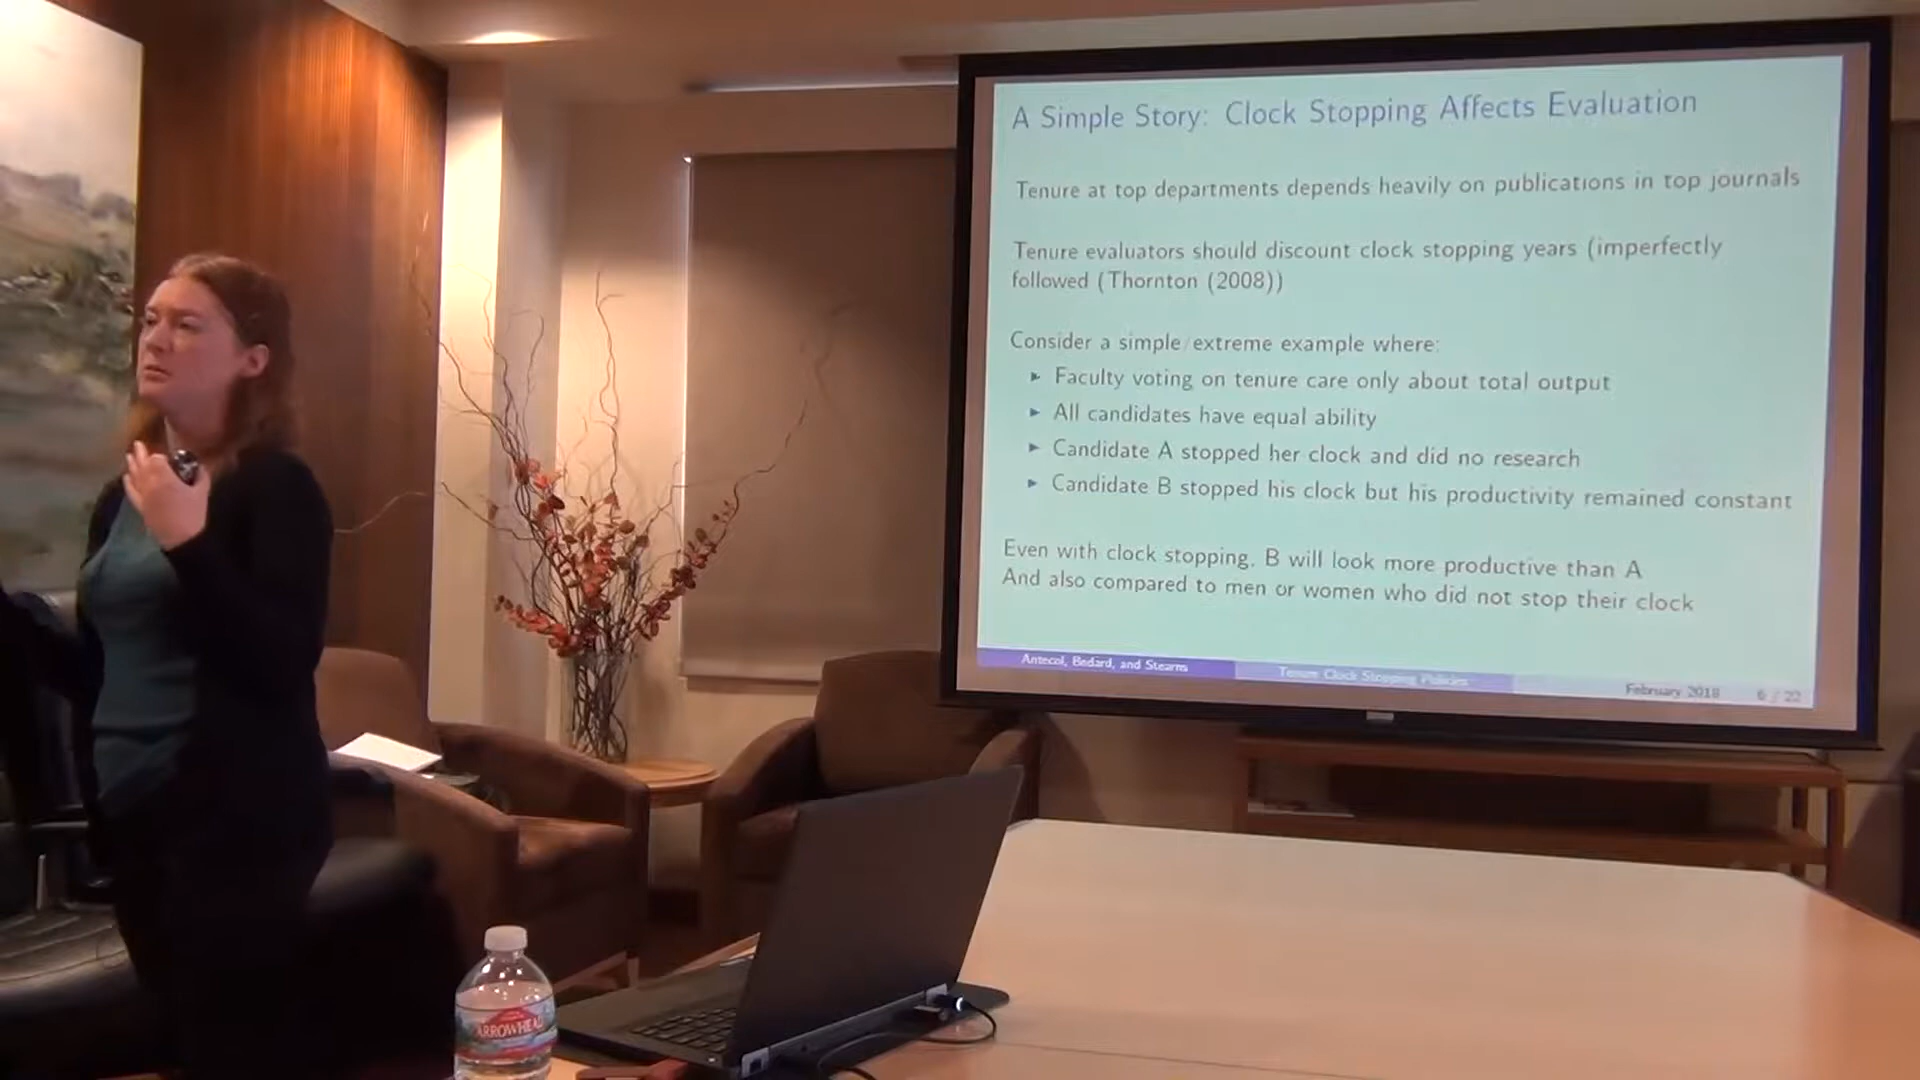 A Simple Story: Clock Stopping Affects Evaluation
Tenure at top departments depends heavily on publications in top journals
Tenure evaluators should discount clock stopping years (imperfectly
followed (Thornton (2008))
Consider a simple/extreme example where:
Faculty voting on tenure care only about total output
All candidates have equal ability
Candidate A stopped her clock and did no research
Candidate B stopped his clock but his productivity remained constant
Even with clock stopping, B will look more productive than A
And also compared to men or women who did not stop their clock
Antecol, Bedard, and Stearns
Tenure Clock Stopping Policies
February 2018 6 / 22
ARROWHEAD